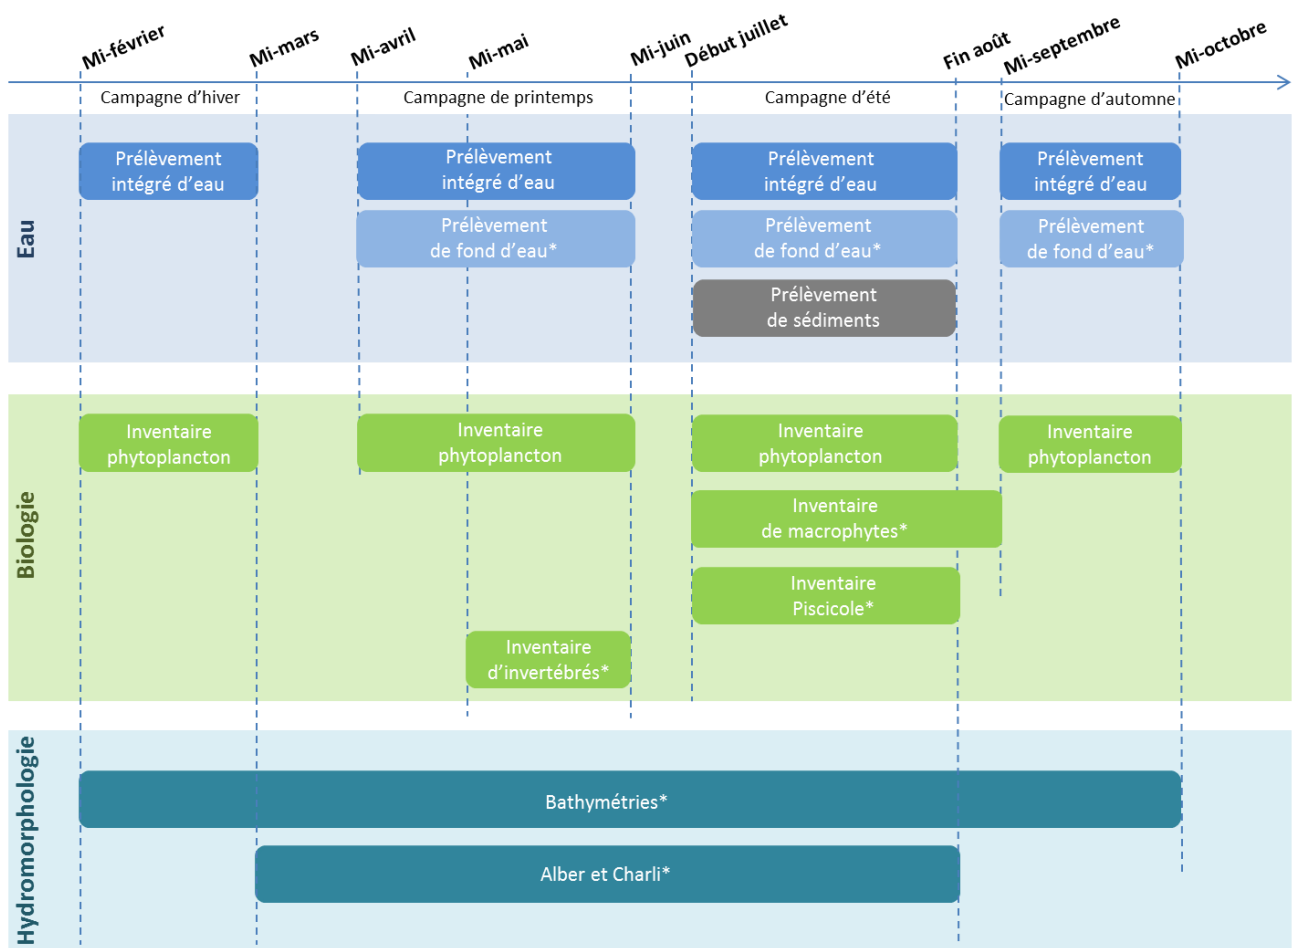 Mi-février
Mi-mars
Mi-avril
Mi-mai
Mi-juin
Début juillet
Fin août
Mi-septembre
Mi-octobre
Campagne d'hiver
Campagne de printemps
Campagne d'été
Campagne d'automne
Eau
Prélèvement
intégré d'eau
Prélèvement
intégré d'eau
Prélèvement
intégré d'eau
Prélèvement
intégré d'eau
Prélèvement
de fond d'eau*
Prélèvement
de fond d'eau*
Prélèvement
de fond d'eau*
Prélèvement
de sédiments
Biologie
Inventaire
phytoplancton
Inventaire
phytoplancton
Inventaire
phytoplancton
Inventaire
phytoplancton
Inventaire
de macrophytes*
Inventaire
Piscicole*
Inventaire
d'invertébrés*
Hydromorphologie
Bathymétries*
Alber et Charli*